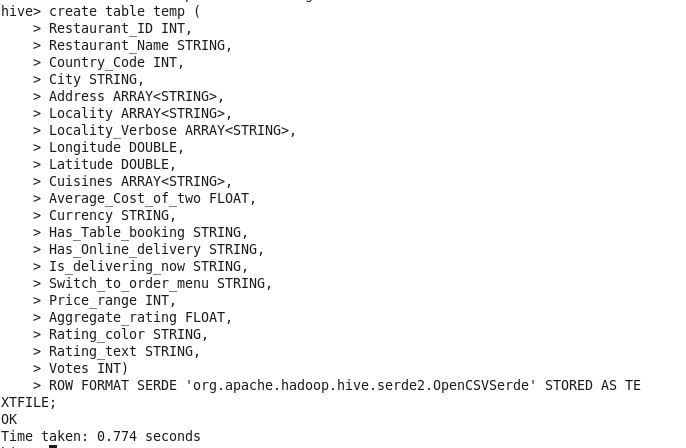 hive> create table temp (
    > Restaurant_ID INT,
    > Restaurant_Name STRING,
    > Country_Code INT,
    > City STRING,
    > Address ARRAY<STRING>,
    > Locality ARRAY<STRING>,
    > Locality_Verbose ARRAY<STRING>,
    > Longitude DOUBLE,
    > Latitude DOUBLE,
    > Cuisines ARRAY<STRING>,
    > Average_Cost_of_two FLOAT,
    > Currency STRING,
    > Has_Table_booking STRING,
    > Has_Online_delivery STRING,
    > Is_delivering_now STRING,
    > Switch_to_order_menu STRING,
    > Price_range INT,
    > Aggregate_rating FLOAT,
    > Rating_color STRING,
    > Rating_text STRING,
    > Votes INT)
    > ROW FORMAT SERDE 'org.apache.hadoop.hive.serde2.OpenCSVSerde' STORED AS TE
XTFILE;
OK
Time taken: 0.774 seconds